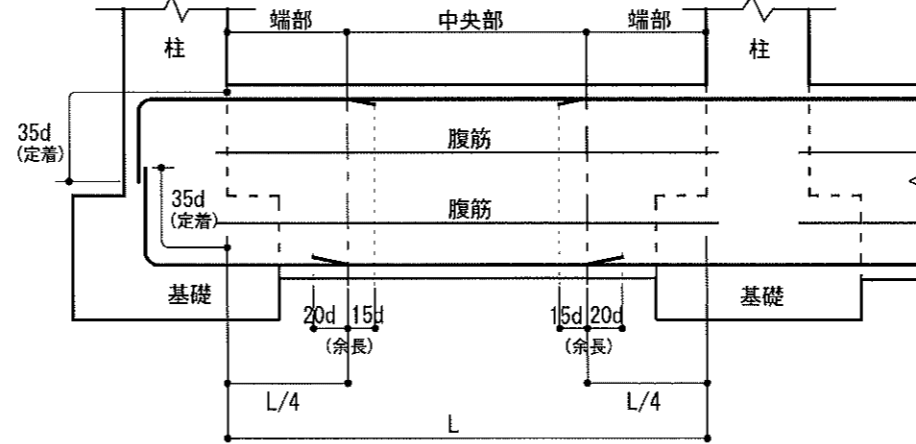 端部 中央部 端部
柱 柱
35d
(定着)
腹筋
35d
(定着)
腹筋
基礎 基礎
20d 15d 15d 20d
(余長) (余長)
L/4 L/4
L